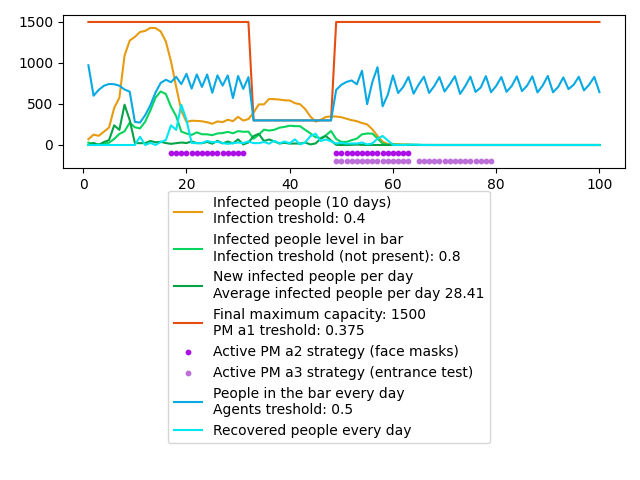 1500
1000
500
0
0
20
40
60
80
100
Infected people (10 days)
Infection treshold: 0.4
Infected people level in bar
Infection treshold (not present): 0.8
New infected people per day
Average infected people per day 28.41
Final maximum capacity: 1500
PM a1 treshold: 0.375
Active PM a2 strategy (face masks)
Active PM a3 strategy (entrance test)
People in the bar every day
Agents treshold: 0.5
Recovered people every day